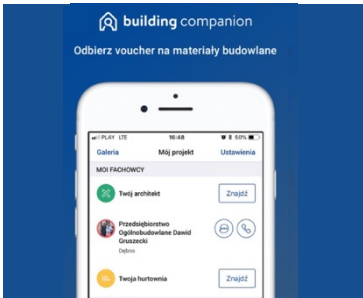 building companion
Odbierz voucher na materiały budowlane
PLAY LTE 16:48 50%
Galeria Mój projekt Ustawienia
MOI FACHOWCY
Twój architekt Znajdź
Przedsiębiorstwo
Ogólnobudowlane Dawid
Gruszecki
Dębno
Twoja hurtownia Znajdź